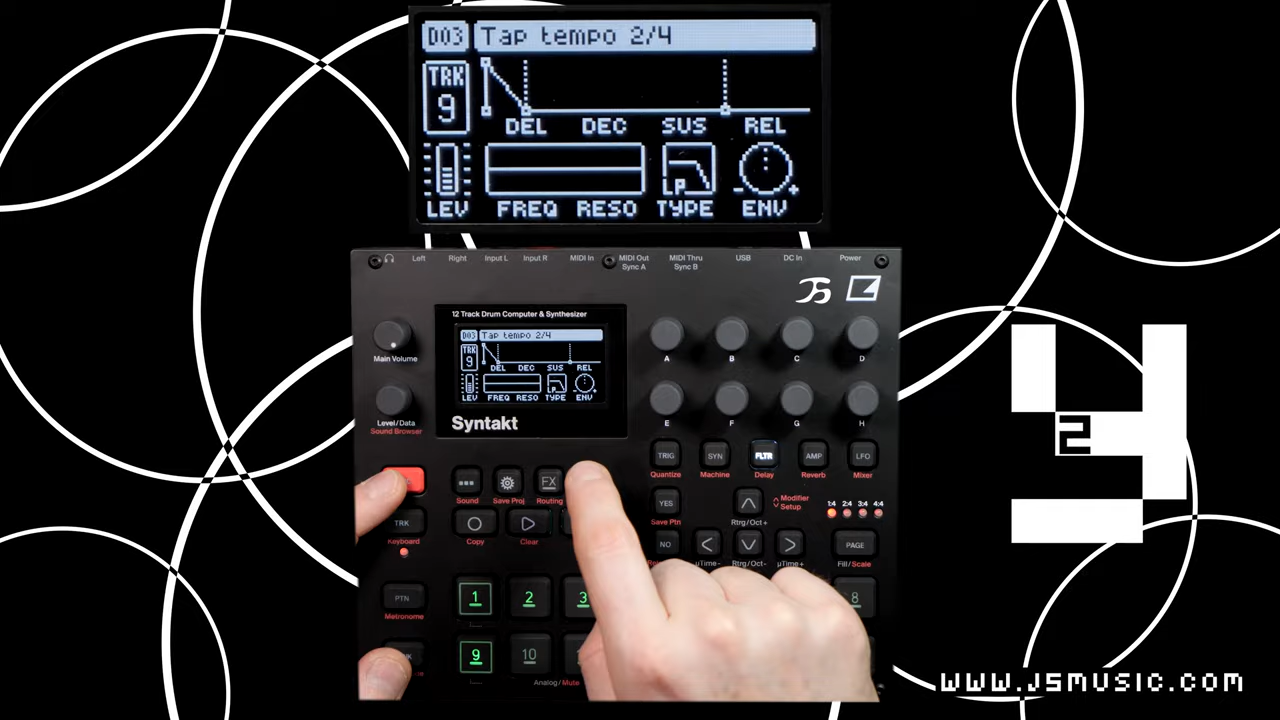 D03 Tap tempo 2/4
TRK
9
DEL DEC SUS REL
LEV FREQ RESO TYPE ENV
Left Right Input L Input R MIDI In MIDI Out MIDI Thru USB DC In Power
Sync A Sync B
JS
12 Track Drum Computer & Synthesizer
D03 Tap tempo 2/4
TRK
9
DEL DEC SUS REL
LEV FREQ RESO TYPE ENV
Syntakt
Main Volume
Level/Data
Sound Browser
A B C D
E F G H
TRIG SYN FLTR AMP LFO
Quantize Machine Delay Reverb Mixer
FX
Sound Save Proj Routing
YES
Save Ptn
Rtrg/Oct+
Modifier
Setup
1:4 2:4 3:4 4:4
TRK
Keyboard
Copy Clear
NO
PAGE
µTime- Rtrg/Oct- µTime+
Fill/Scale
PTN
Metronome
1 2 3 8
9 10
Analog/Mute
2
www.jsmusic.com